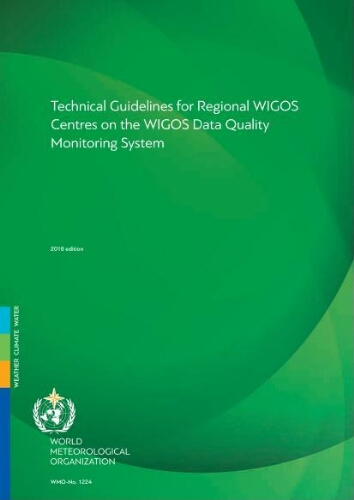 Technical Guidelines for Regional WIGOS
Centres on the WIGOS Data Quality
Monitoring System
2018 edition
WEATHER CLIMATE WATER
WORLD
METEOROLOGICAL
ORGANIZATION
WMO-No. 1224